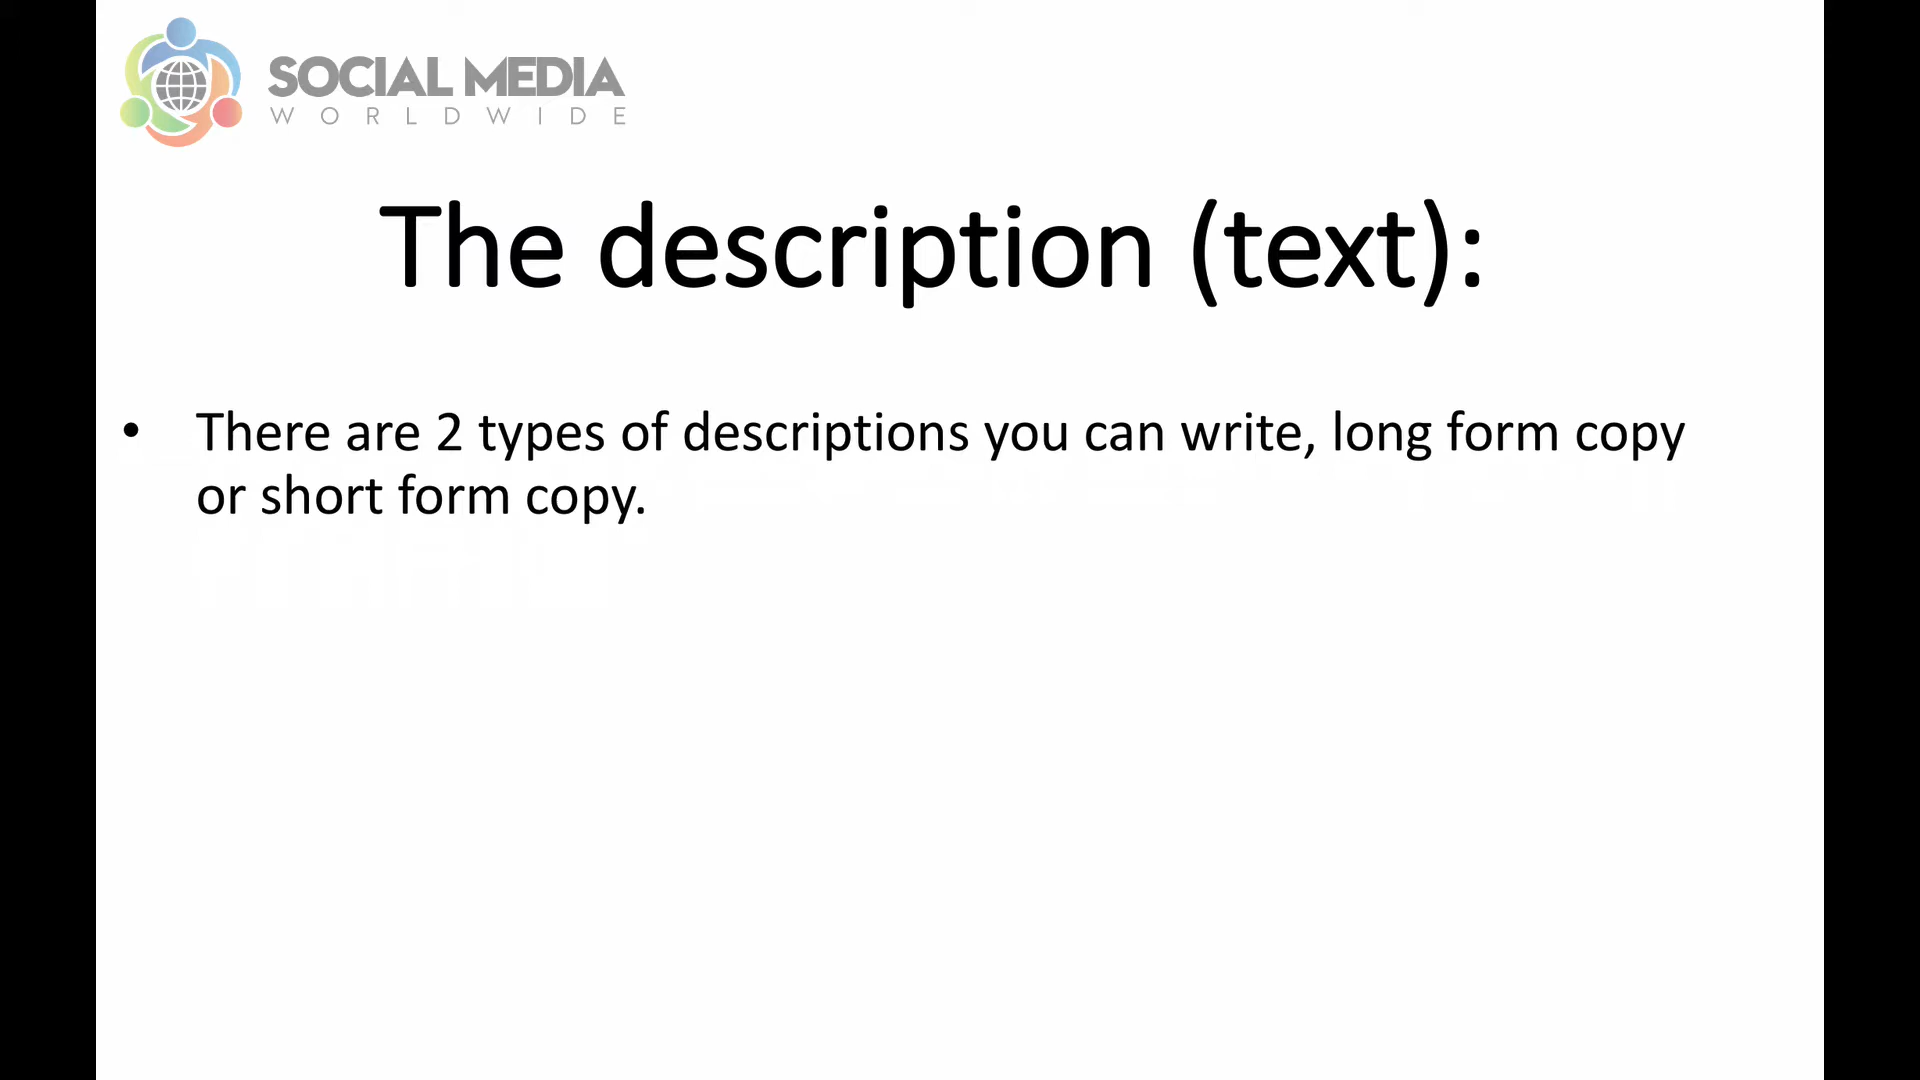 SOCIAL MEDIA
WORLDWIDE
The description (text):
• There are 2 types of descriptions you can write, long form copy
or short form copy.